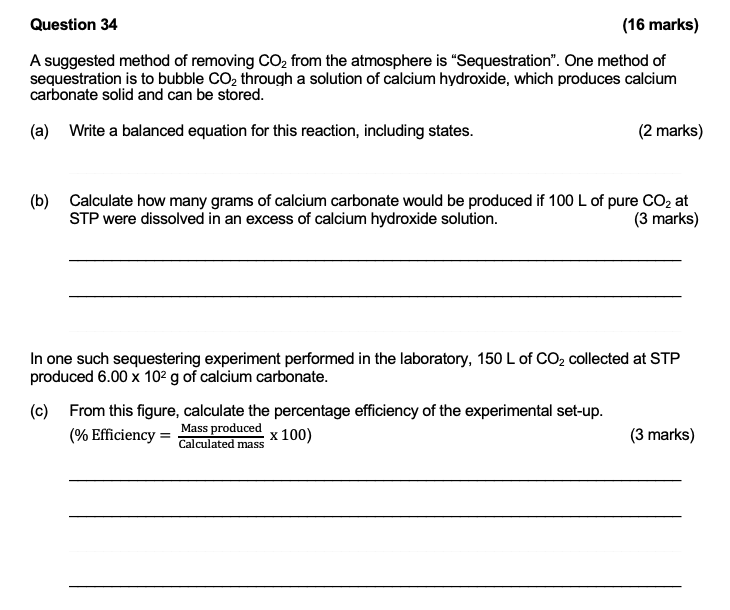 Question 34 (16 marks)
A suggested method of removing CO₂ from the atmosphere is “Sequestration”. One method of
sequestration is to bubble CO₂ through a solution of calcium hydroxide, which produces calcium
carbonate solid and can be stored.
(a) Write a balanced equation for this reaction, including states. (2 marks)
(b) Calculate how many grams of calcium carbonate would be produced if 100 L of pure CO₂ at
STP were dissolved in an excess of calcium hydroxide solution. (3 marks)
In one such sequestering experiment performed in the laboratory, 150 L of CO₂ collected at STP
produced 6.00 x 10² g of calcium carbonate.
(c) From this figure, calculate the percentage efficiency of the experimental set-up.
(% Efficiency = Mass produced / Calculated mass x 100) (3 marks)